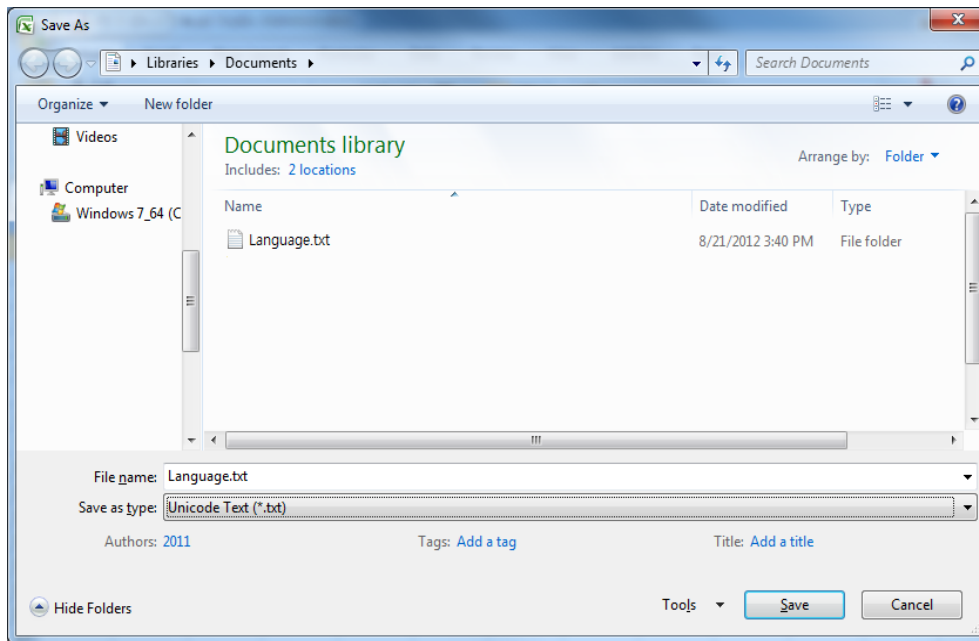 Save As
Libraries Documents
Search Documents
Organize New folder
Videos
Computer
Windows 7_64 (C
Documents library
Includes: 2 locations
Arrange by: Folder
Name Date modified Type
Language.txt 8/21/2012 3:40 PM File folder
File name: Language.txt
Save as type: Unicode Text (*.txt)
Authors: 2011 Tags: Add a tag Title: Add a title
Hide Folders Tools Save Cancel